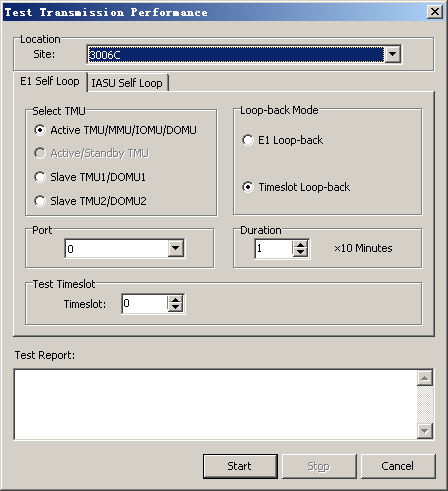 Test Transmission Performance
Location
Site: 3006C
E1 Self Loop IASU Self Loop
Select TMU
Active TMU/MMU/IOMU/DOMU
Active/Standby TMU
Slave TMU1/DOMU1
Slave TMU2/DOMU2
Loop-back Mode
E1 Loop-back
Timeslot Loop-back
Port
0
Duration
1 ×10 Minutes
Test Timeslot
Timeslot: 0
Test Report:
Start Stop Cancel